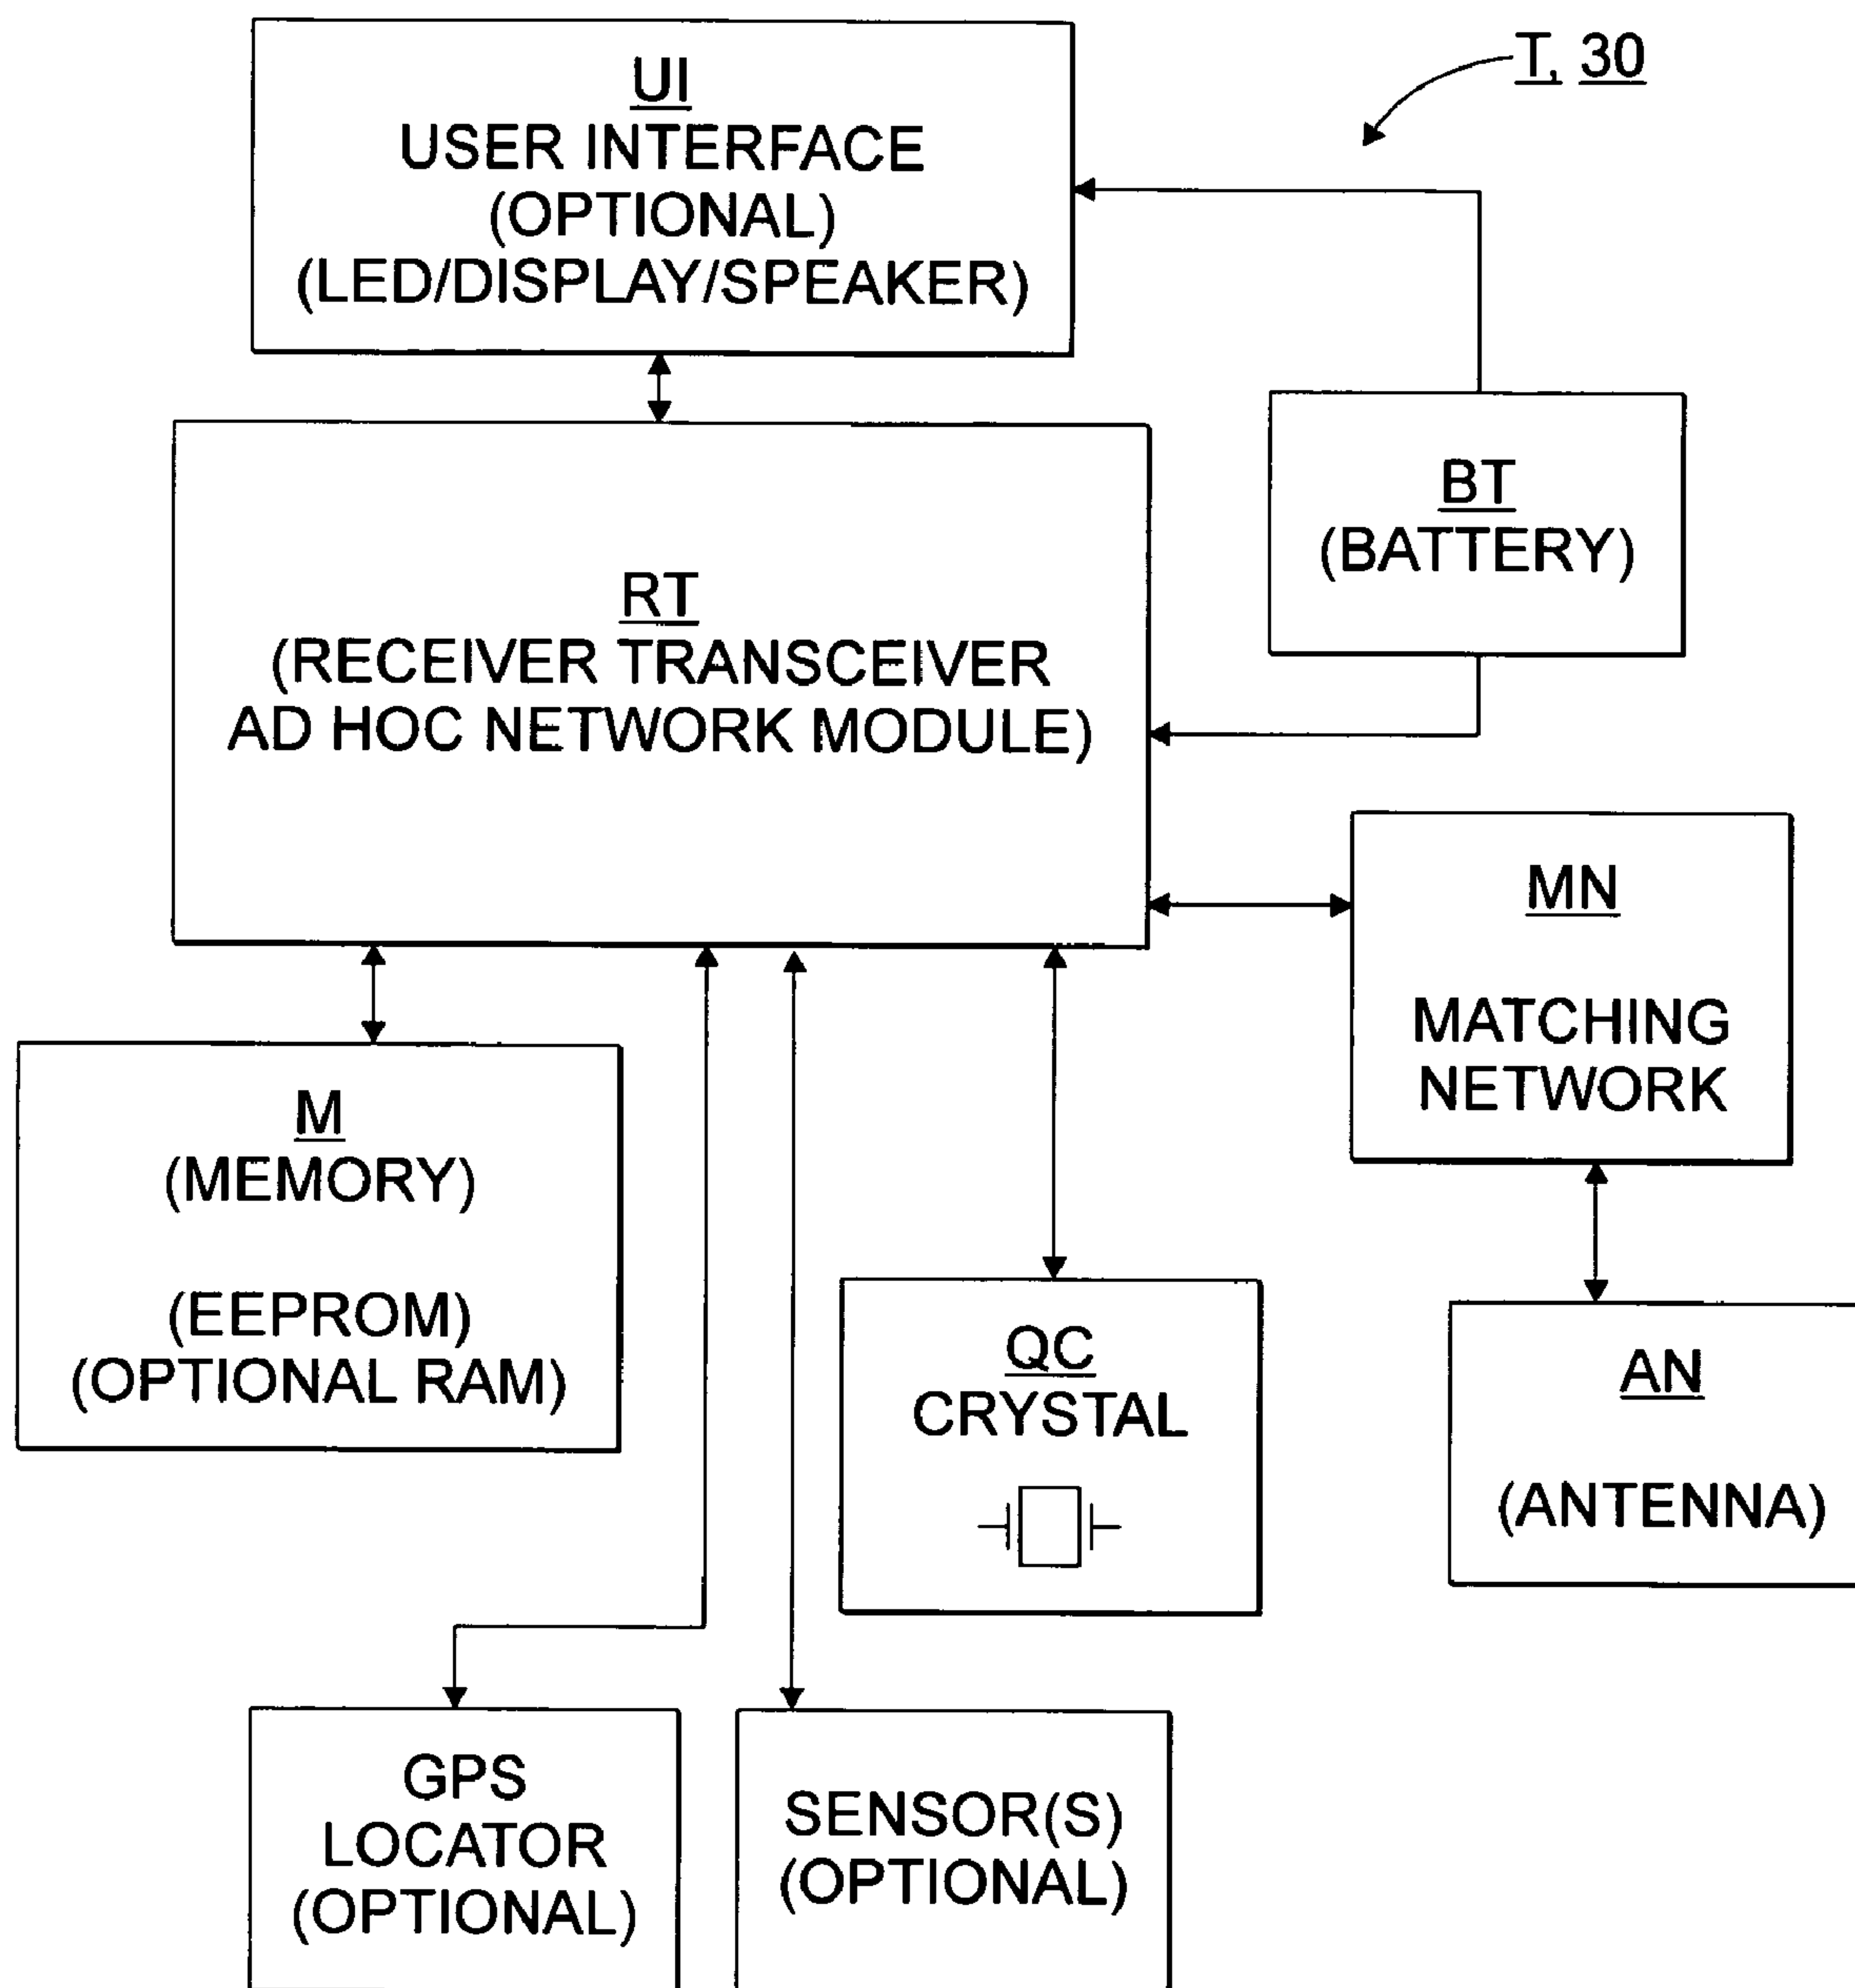 T, 30
UI
USER INTERFACE
(OPTIONAL)
(LED/DISPLAY/SPEAKER)
BT
(BATTERY)
RT
(RECEIVER TRANSCEIVER
AD HOC NETWORK MODULE)
MN
MATCHING
NETWORK
M
(MEMORY)
(EEPROM)
(OPTIONAL RAM)
QC
CRYSTAL
AN
(ANTENNA)
GPS
LOCATOR
(OPTIONAL)
SENSOR(S)
(OPTIONAL)